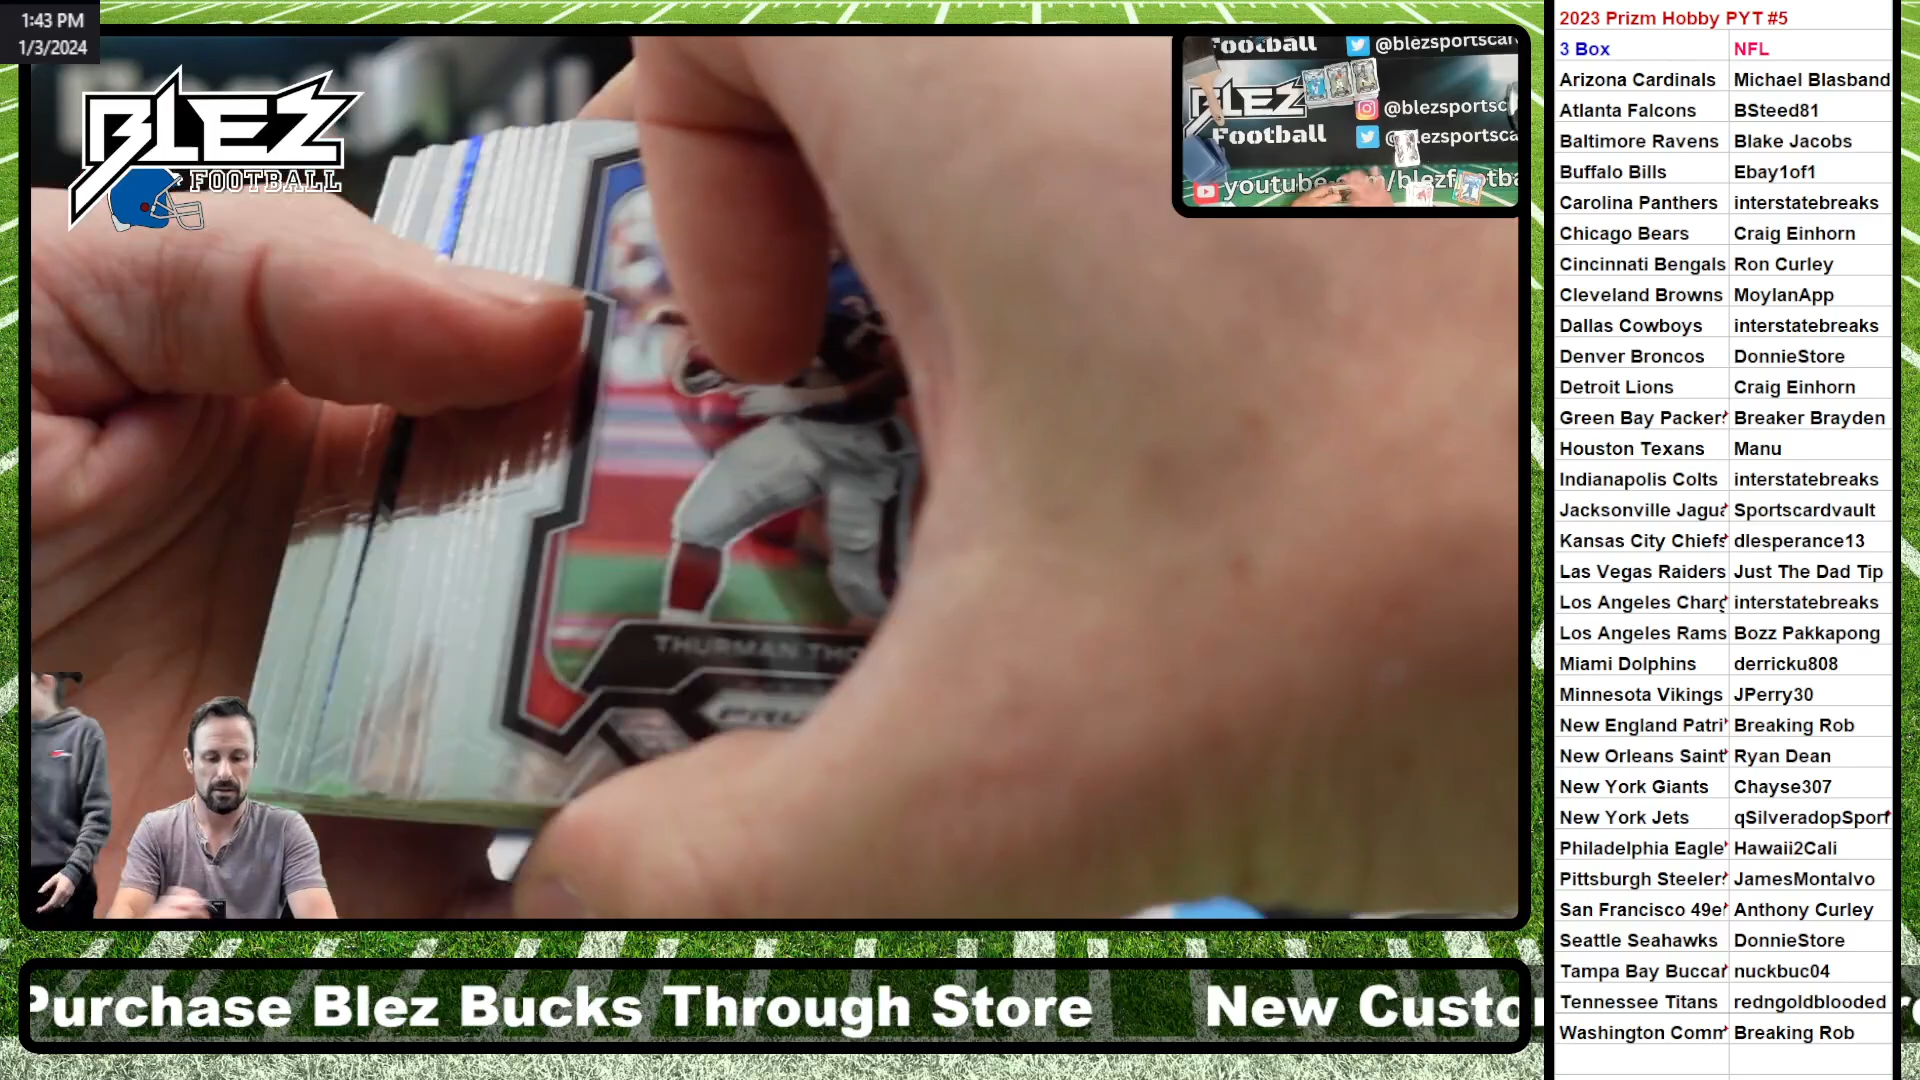 1:43 PM
1/3/2024
BLEZ
FOOTBALL
Football
@blezsportscar
BLEZ
@blezsportsc
Football
youtube
/blezf
THURMAN THO
Purchase Blez Bucks Through Store
New Custo
2023 Prizm Hobby PYT #5
3 Box NFL
Arizona Cardinals Michael Blasband
Atlanta Falcons BSteed81
Baltimore Ravens Blake Jacobs
Buffalo Bills Ebay1of1
Carolina Panthers interstatebreaks
Chicago Bears Craig Einhorn
Cincinnati Bengals Ron Curley
Cleveland Browns MoylanApp
Dallas Cowboys interstatebreaks
Denver Broncos DonnieStore
Detroit Lions Craig Einhorn
Green Bay Packer Breaker Brayden
Houston Texans Manu
Indianapolis Colts interstatebreaks
Jacksonville Jagua Sportscardvault
Kansas City Chiefs dlesperance13
Las Vegas Raiders Just The Dad Tip
Los Angeles Charg interstatebreaks
Los Angeles Rams Bozz Pakkapong
Miami Dolphins derricku808
Minnesota Vikings JPerry30
New England Patri Breaking Rob
New Orleans Saint Ryan Dean
New York Giants Chayse307
New York Jets qSilveradopSport
Philadelphia Eagle Hawaii2Cali
Pittsburgh Steeler JamesMontalvo
San Francisco 49e Anthony Curley
Seattle Seahawks DonnieStore
Tampa Bay Buccar nuckbuc04
Tennessee Titans redngoldblooded
Washington Comm Breaking Rob